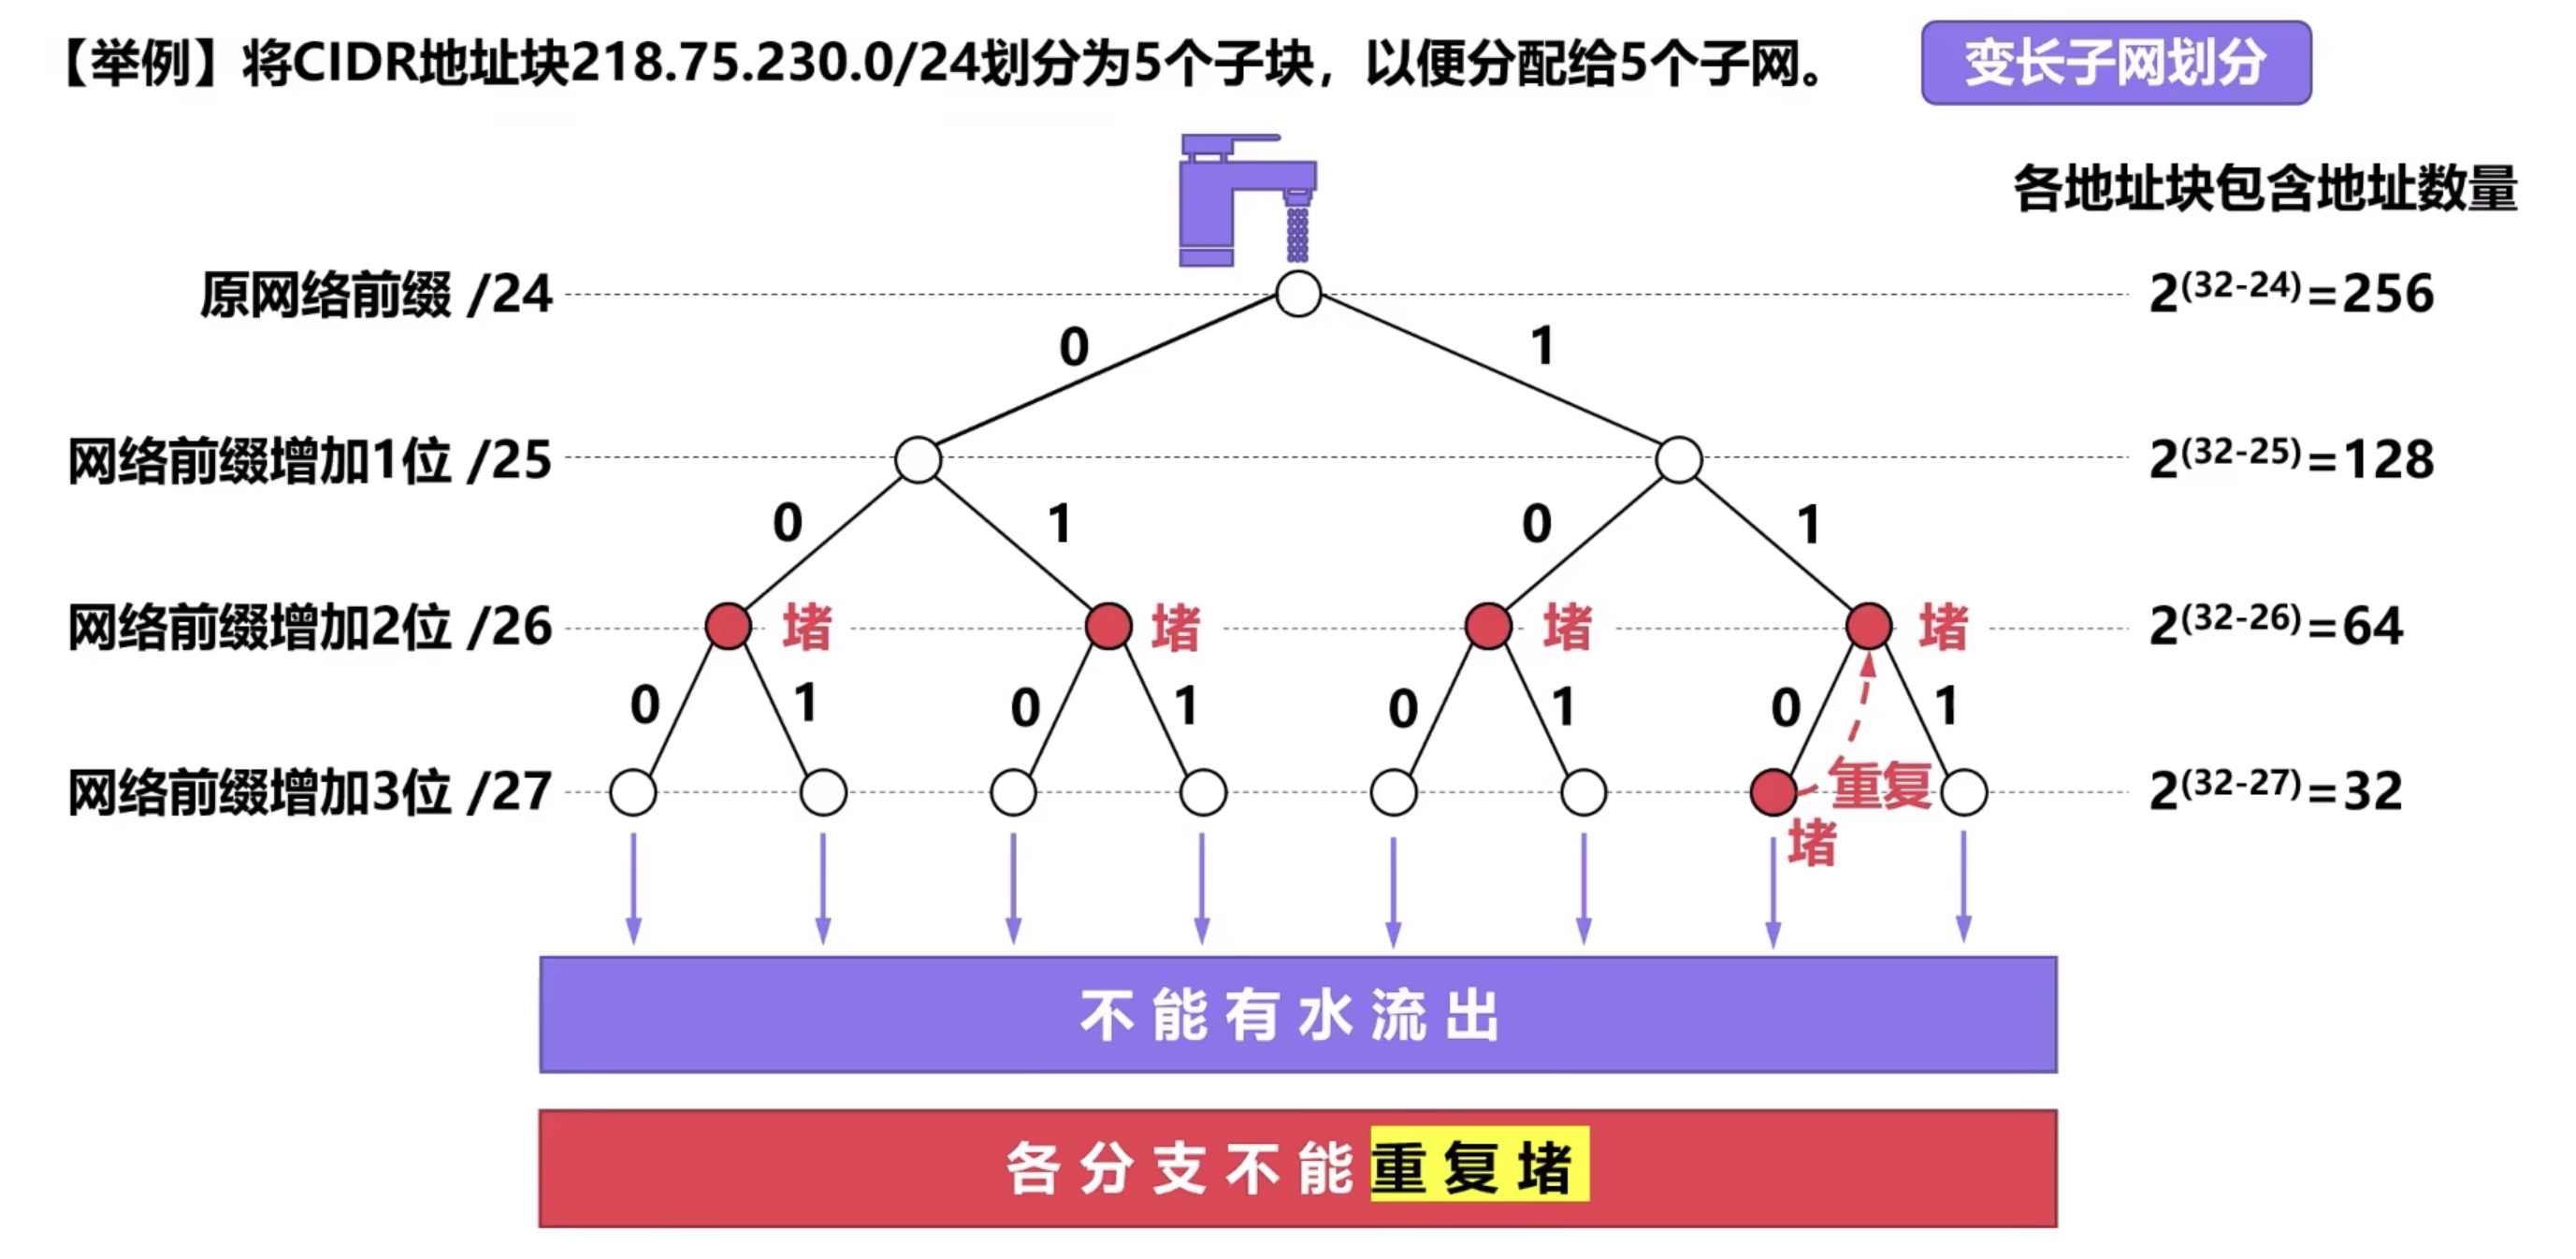 【举例】将CIDR地址块218.75.230.0/24划分为5个子块，以便分配给5个子网。
变长子网划分
各地址块包含地址数量
原网络前缀 /24
2(32-24)=256
0
1
网络前缀增加1位 /25
2(32-25)=128
0
1
0
1
网络前缀增加2位 /26
堵
堵
堵
堵
2(32-26)=64
0
1
0
1
0
1
0
1
网络前缀增加3位 /27
重复
2(32-27)=32
堵
不能有水流出
各分支不能重复堵